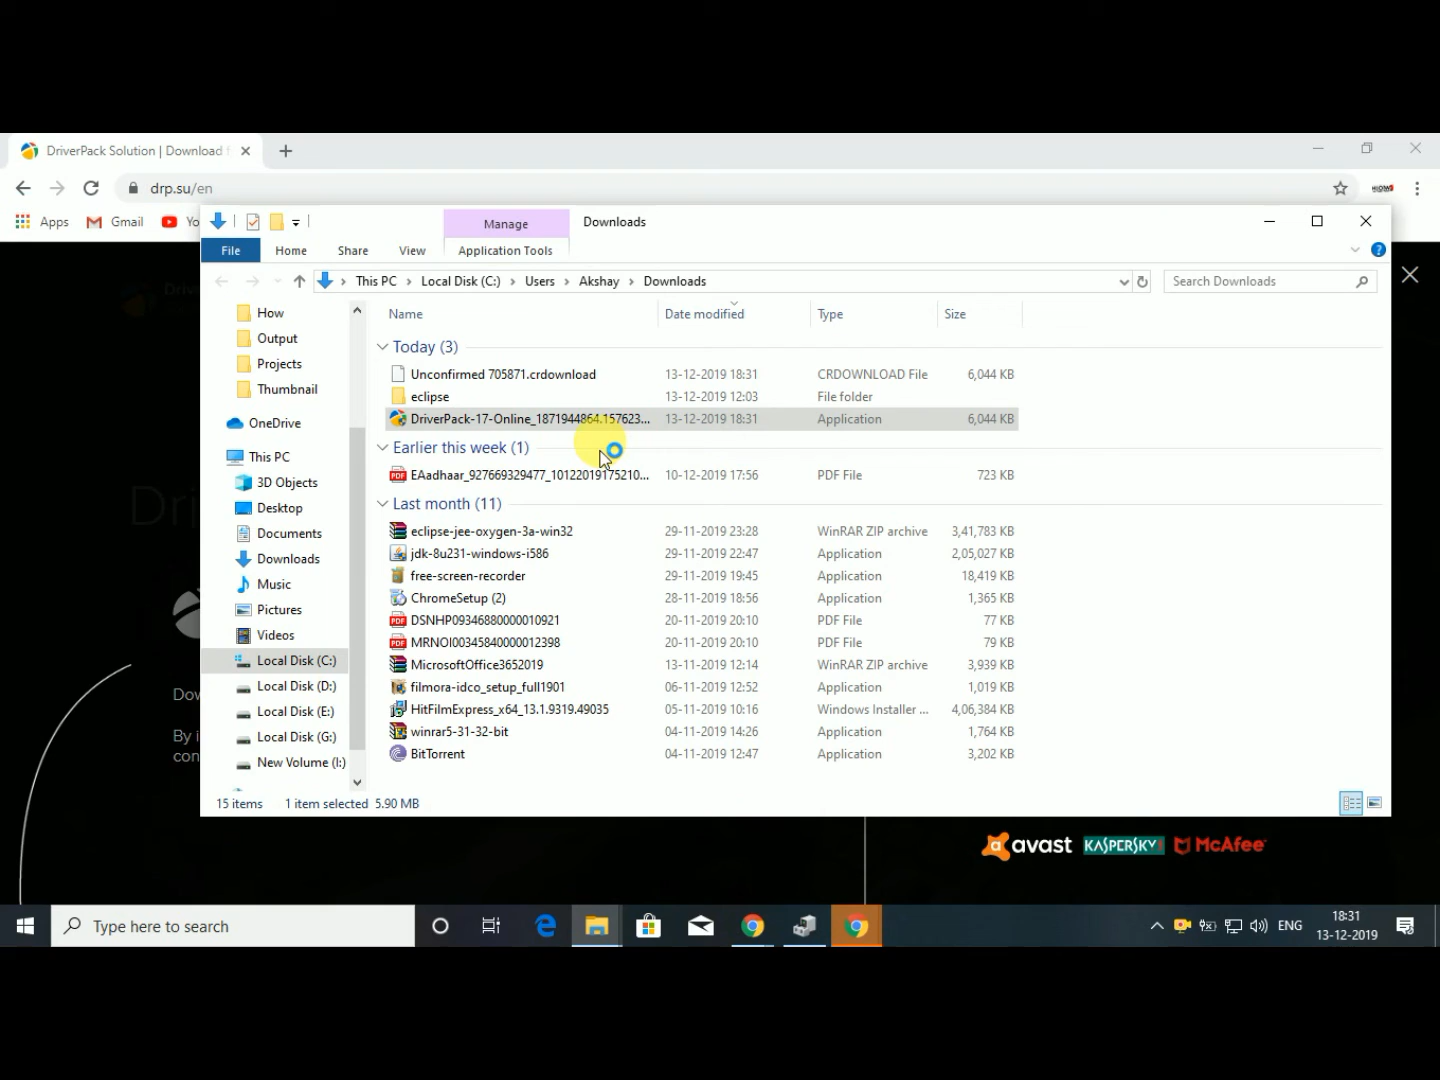 DriverPack Solution | Download f
drp.su/en
Apps
Gmail
Yo
Manage
Downloads
File
Home
Share
View
Application Tools
This PC
Local Disk (C:)
Users
Akshay
Downloads
Search Downloads
How
Output
Projects
Thumbnail
OneDrive
This PC
3D Objects
Desktop
Documents
Downloads
Music
Pictures
Videos
Local Disk (C:)
Local Disk (D:)
Local Disk (E:)
Local Disk (G:)
New Volume (I:)
Name Date modified Type Size
Today (3)
Unconfirmed 705871.crdownload 13-12-2019 18:31 CRDOWNLOAD File 6,044 KB
eclipse 13-12-2019 12:03 File folder
DriverPack-17-Online_1871944864.157623... 13-12-2019 18:31 Application 6,044 KB
Earlier this week (1)
EAadhaar_927669329477_10122019175210... 10-12-2019 17:56 PDF File 723 KB
Last month (11)
eclipse-jee-oxygen-3a-win32 29-11-2019 23:28 WinRAR ZIP archive 3,41,783 KB
jdk-8u231-windows-i586 29-11-2019 22:47 Application 2,05,027 KB
free-screen-recorder 29-11-2019 19:45 Application 18,419 KB
ChromeSetup (2) 28-11-2019 18:56 Application 1,365 KB
DSNHP09346880000010921 20-11-2019 20:10 PDF File 77 KB
MRNOI00345840000012398 20-11-2019 20:10 PDF File 79 KB
MicrosoftOffice3652019 13-11-2019 12:14 WinRAR ZIP archive 3,939 KB
filmora-idco_setup_full1901 06-11-2019 12:52 Application 1,019 KB
HitFilmExpress_x64_13.1.9319.49035 05-11-2019 10:16 Windows Installer ... 4,06,384 KB
winrar5-31-32-bit 04-11-2019 14:26 Application 1,764 KB
BitTorrent 04-11-2019 12:47 Application 3,202 KB
Dri
Dow
By i
con
15 items 1 item selected 5.90 MB
avast KASPERSKY McAfee
Type here to search
ENG
18:31
13-12-2019